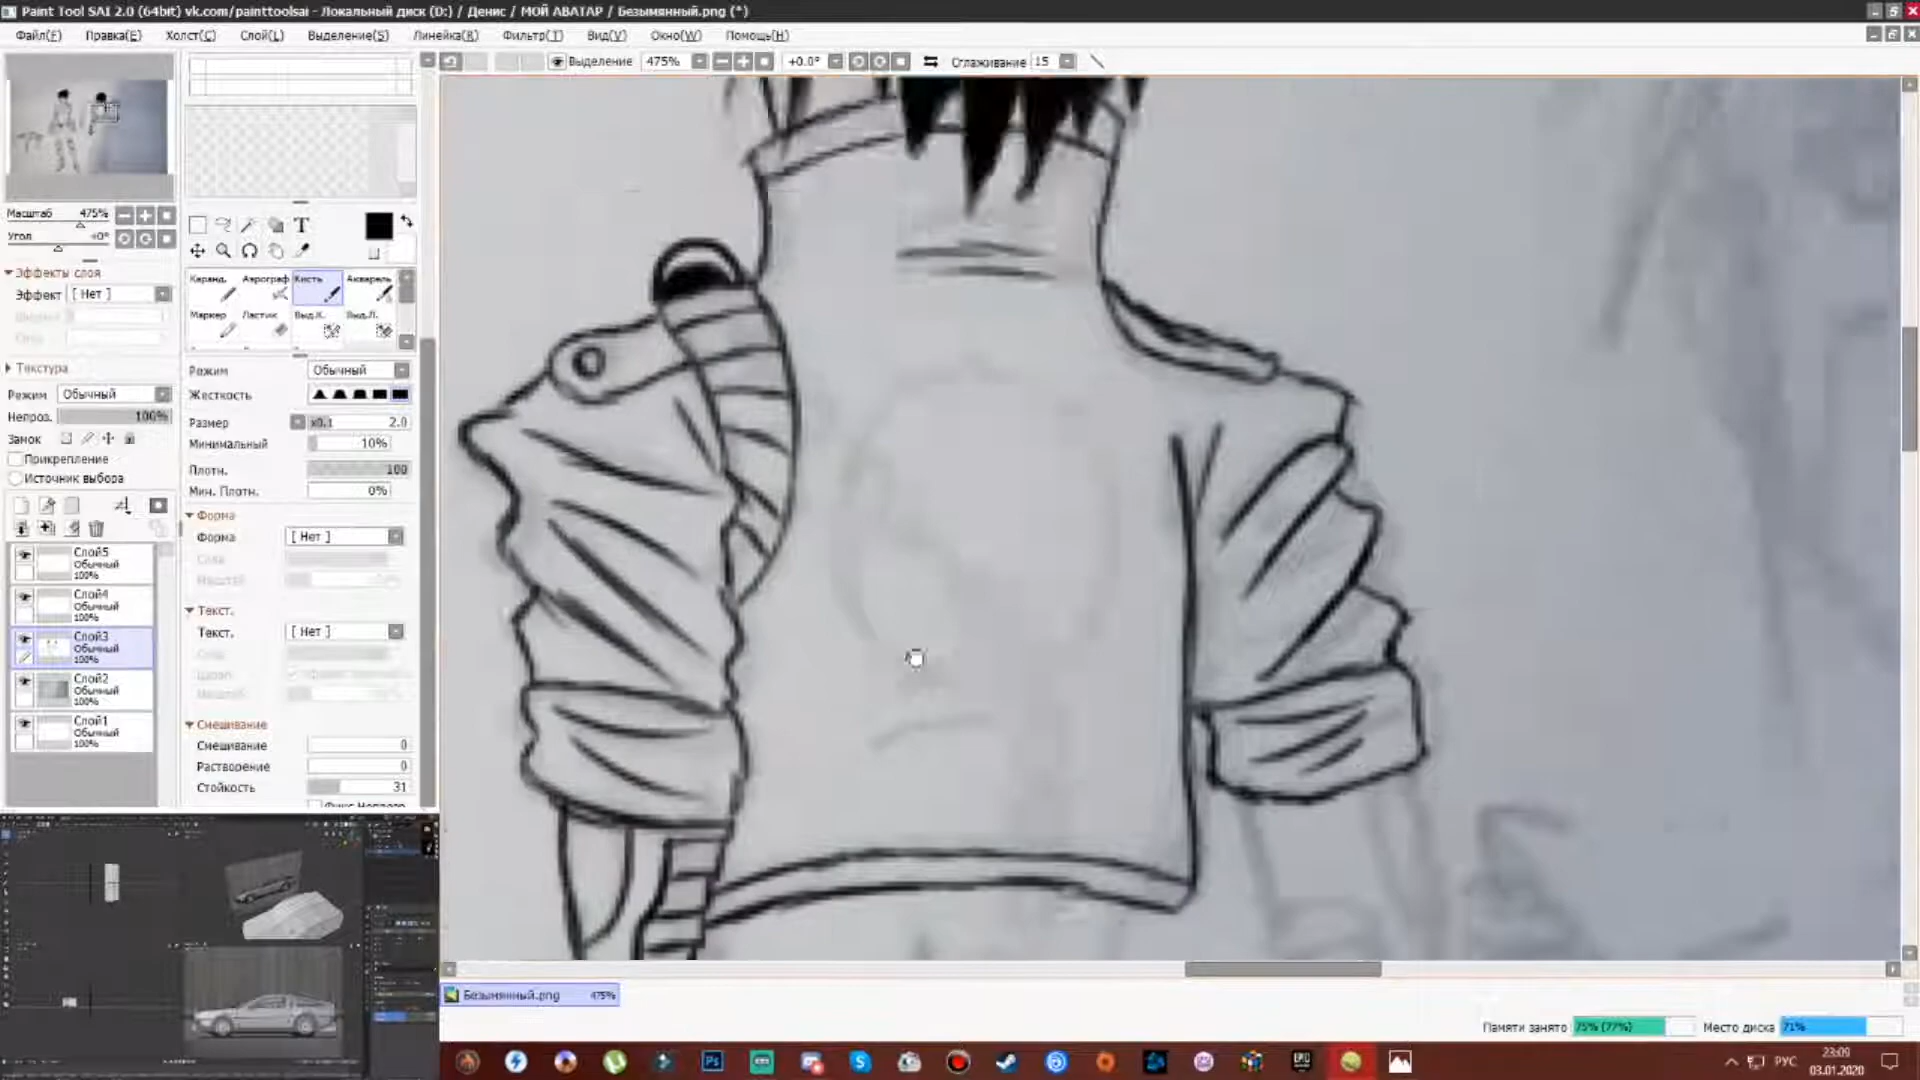 Paint Tool SAI 2.0 (64bit) vk.com/painttoolsai - Локальный диск (D:) / Денис / МОЙ АВАТАР / Безымянный.png (*)
Файл(F) Правка(E) Холст(C) Слой(L) Выделение(S) Линейка(R) Фильтр(T) Вид(V) Окно(W) Помощь(H)
Выделение 475% +0.0° Сглаживание 15
Масштаб 475%
Угол +0°
Эффекты слоя
Эффект [ Нет ]
Текстура
Режим Обычный
Непроз. 100%
Замок
Прикрепление
Источник выбора
Слой5
Обычный
100%
Слой4
Обычный
100%
Слой3
Обычный
100%
Слой2
Обычный
100%
Слой1
Обычный
100%
T
Каранд. Аэрограф Кисть Акварель
Маркер Ластик Выд.К. Выд.Л.
Режим Обычный
Жесткость
Размер x0.1 2.0
Минимальный 10%
Плотн. 100
Мин. Плотн. 0%
Форма
Форма [ Нет ]
Текст.
Текст. [ Нет ]
Смешивание
Смешивание 0
Растворение 0
Стойкость 31
Безымянный.png 475%
Памяти занято 75% (77%) Место диска 71%
Ps
EPIC
РУС
23:09
03.01.2020